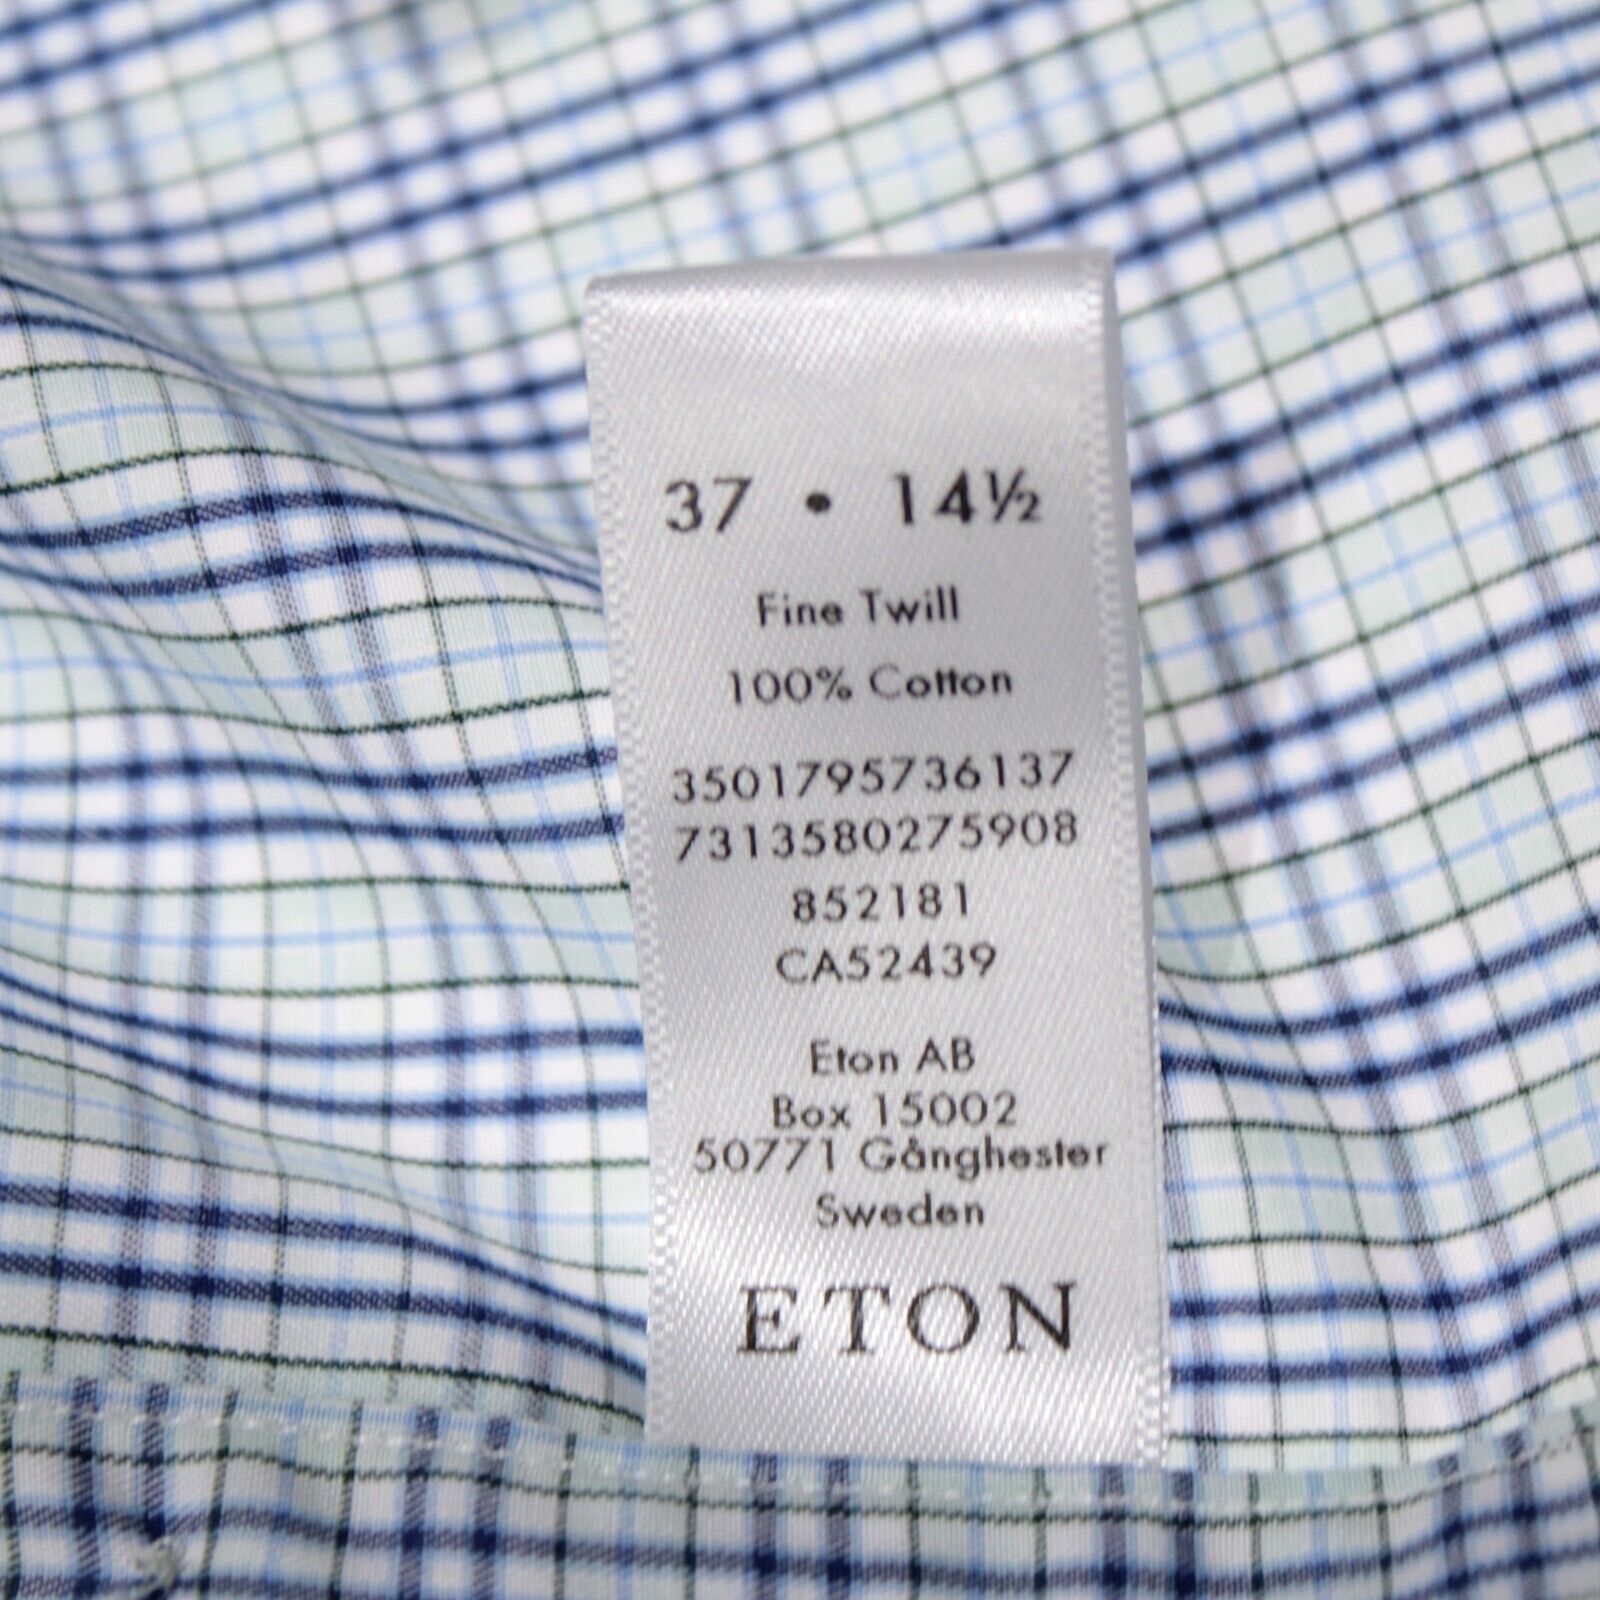 37 • 14½
Fine Twill
100% Cotton
3501795736137
7313580275908
852181
CA52439
Eton AB
Box 15002
50771 Gånghester
Sweden
ETON